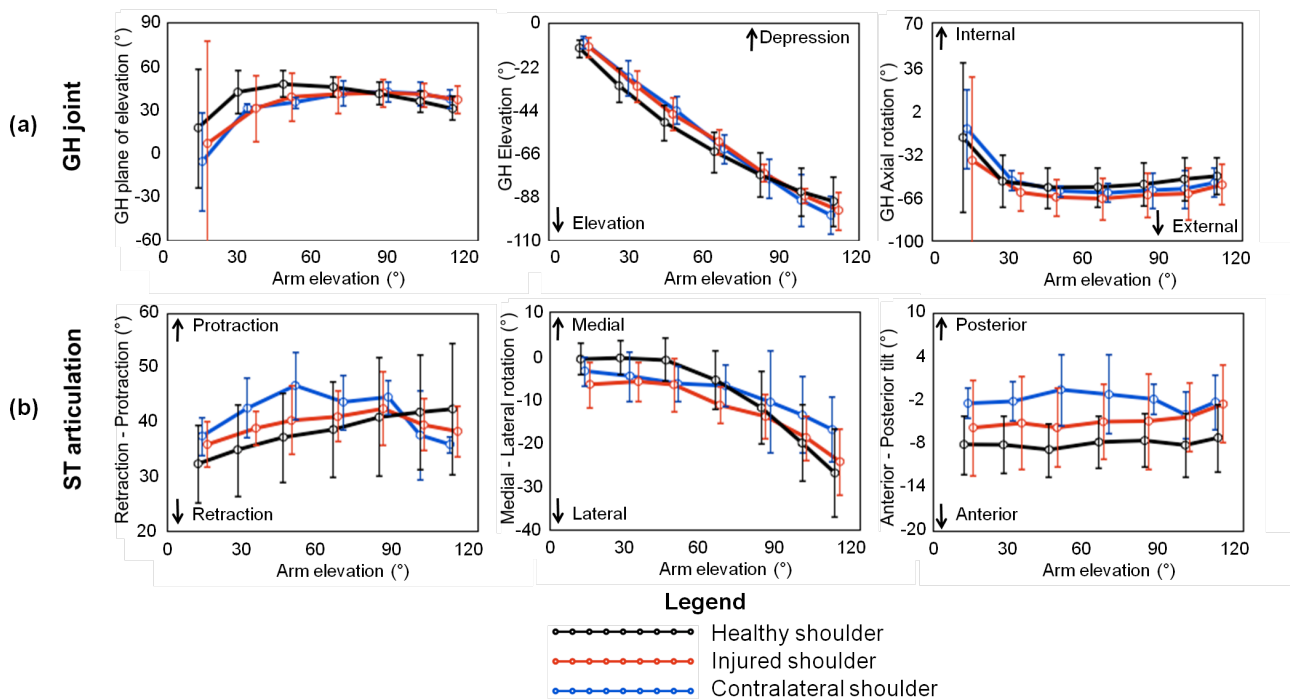 (a)
GH joint
GH plane of elevation (°)
90
60
30
0
-30
-60
0 30 60 90 120
Arm elevation (°)
GH Elevation (°)
0
-22
-44
-66
-88
-110
Depression
Elevation
0 30 60 90 120
Arm elevation (°)
GH Axial rotation (°)
70
36
2
-32
-66
-100
Internal
External
0 30 60 90 120
Arm elevation (°)
(b)
ST articulation
Retraction - Protraction (°)
60
50
40
30
20
Protraction
Retraction
0 30 60 90 120
Arm elevation (°)
Medial - Lateral rotation (°)
10
0
-10
-20
-30
-40
Medial
Lateral
0 30 60 90 120
Arm elevation (°)
Anterior - Posterior tilt (°)
10
4
-2
-8
-14
-20
Posterior
Anterior
0 30 60 90 120
Arm elevation (°)
Legend
Healthy shoulder
Injured shoulder
Contralateral shoulder